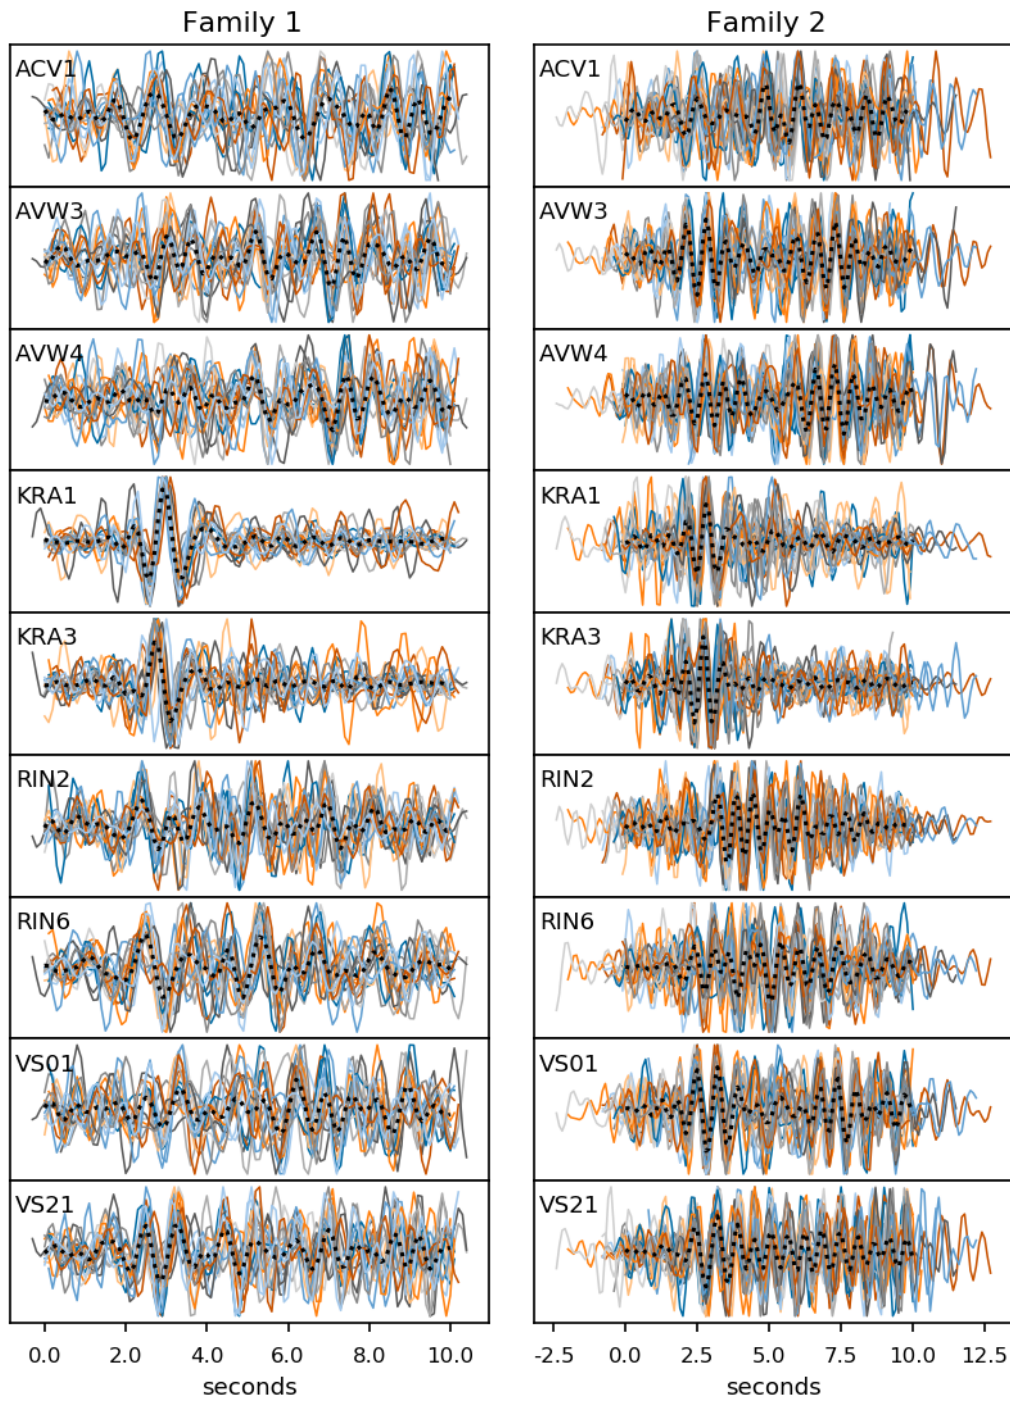 Family 1
ACV1
AVW3
AVW4
KRA1
KRA3
RIN2
RIN6
VS01
VS21
0.0 2.0 4.0 6.0 8.0 10.0
seconds
Family 2
ACV1
AVW3
AVW4
KRA1
KRA3
RIN2
RIN6
VS01
VS21
-2.5 0.0 2.5 5.0 7.5 10.0 12.5
seconds